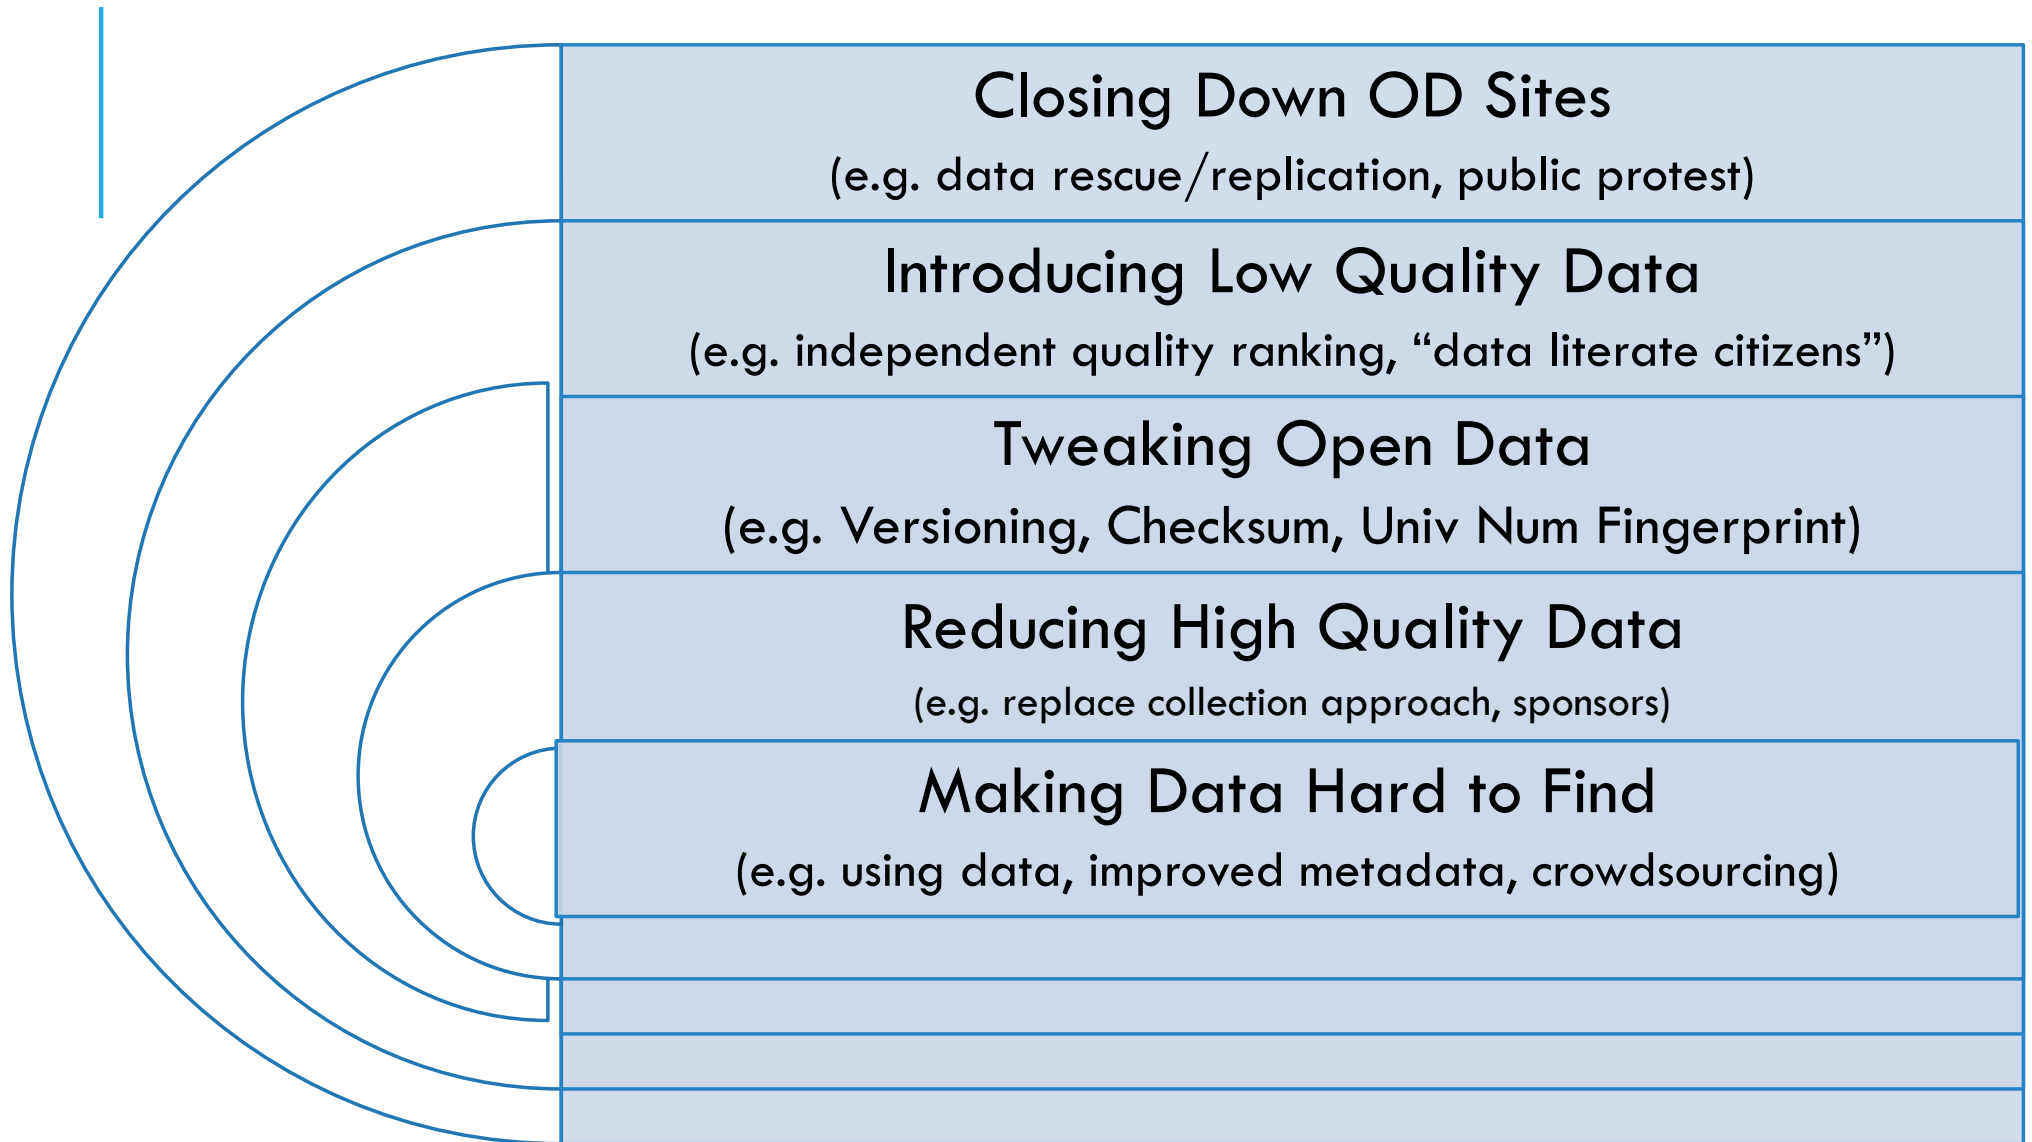 Closing Down OD Sites
(e.g. data rescue/replication, public protest)
Introducing Low Quality Data
(e.g. independent quality ranking, “data literate citizens”)
Tweaking Open Data
(e.g. Versioning, Checksum, Univ Num Fingerprint)
Reducing High Quality Data
(e.g. replace collection approach, sponsors)
Making Data Hard to Find
(e.g. using data, improved metadata, crowdsourcing)